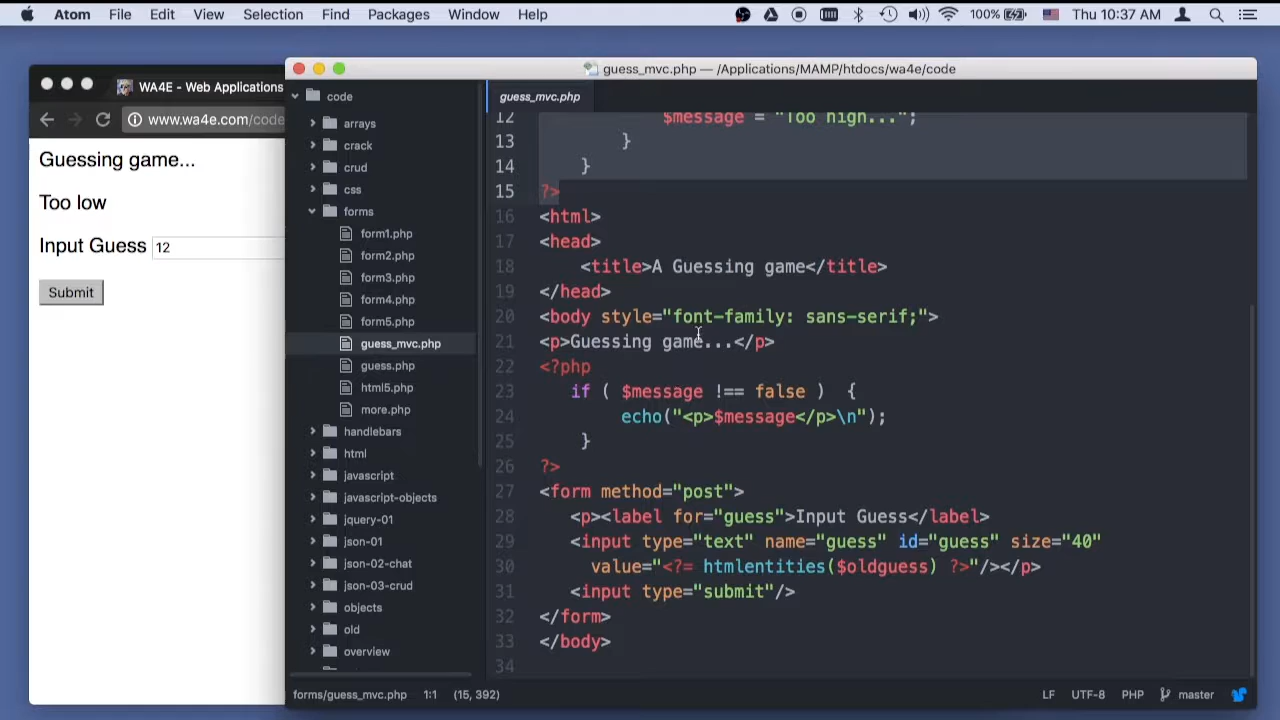 Atom File Edit View Selection Find Packages Window Help 100% Thu 10:37 AM
WA4E - Web Applications
www.wa4e.com/code
Guessing game...
Too low
Input Guess 12
Submit
guess_mvc.php — /Applications/MAMP/htdocs/wa4e/code
code
arrays
crack
crud
css
forms
form1.php
form2.php
form3.php
form4.php
form5.php
guess_mvc.php
guess.php
html5.php
more.php
handlebars
html
javascript
javascript-objects
jquery-01
json-01
json-02-chat
json-03-crud
objects
old
overview
guess_mvc.php
12 $message = "Too high...";
13 }
14 }
15 ?>
16 <html>
17 <head>
18 <title>A Guessing game</title>
19 </head>
20 <body style="font-family: sans-serif;">
21 <p>Guessing game...</p>
22 <?php
23 if ( $message !== false ) {
24 echo("<p>$message</p>\n");
25 }
26 ?>
27 <form method="post">
28 <p><label for="guess">Input Guess</label>
29 <input type="text" name="guess" id="guess" size="40"
30 value="<?= htmlentities($oldguess) ?>"/></p>
31 <input type="submit"/>
32 </form>
33 </body>
34
forms/guess_mvc.php 1:1 (15, 392) LF UTF-8 PHP master